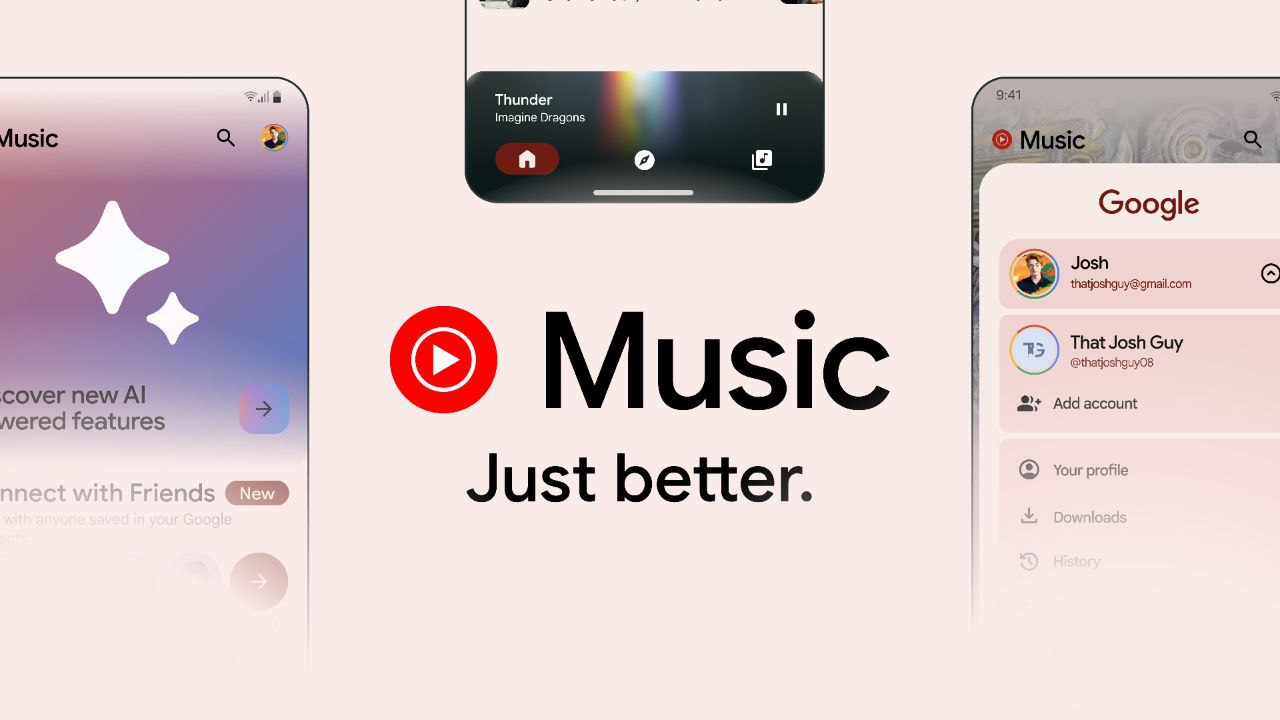 Music
scover new AI
wered features
nnect with Friends
New
with anyone saved in your Google
acts
Thunder
Imagine Dragons
Music
Just better.
9:41
Music
Google
Josh
thatjoshguy@gmail.com
TG
That Josh Guy
@thatjoshguy08
Add account
Your profile
Downloads
History